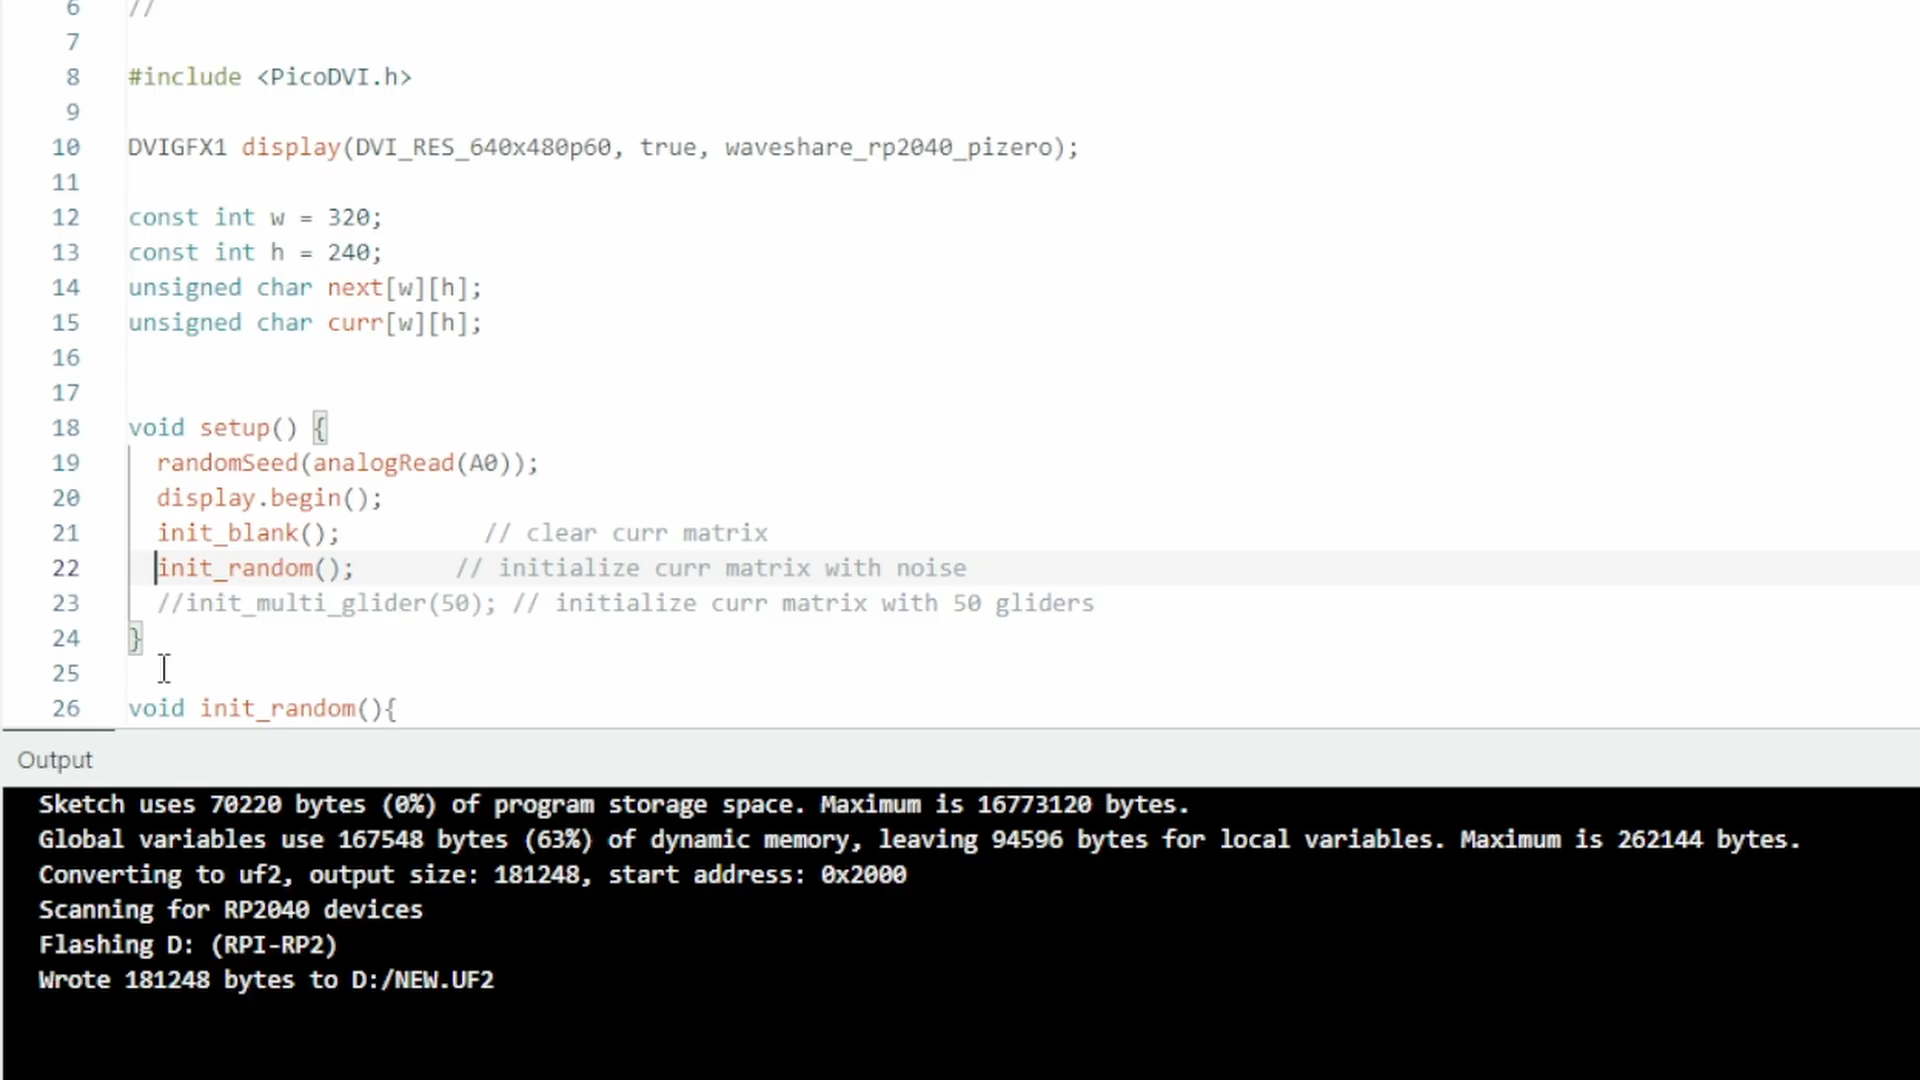 6 //
7
8 #include <PicoDVI.h>
9
10 DVIGFX1 display(DVI_RES_640x480p60, true, waveshare_rp2040_pizero);
11
12 const int w = 320;
13 const int h = 240;
14 unsigned char next[w][h];
15 unsigned char curr[w][h];
16
17
18 void setup() {
19 randomSeed(analogRead(A0));
20 display.begin();
21 init_blank(); // clear curr matrix
22 init_random(); // initialize curr matrix with noise
23 //init_multi_glider(50); // initialize curr matrix with 50 gliders
24 }
25
26 void init_random(){
Output
Sketch uses 70220 bytes (0%) of program storage space. Maximum is 16773120 bytes.
Global variables use 167548 bytes (63%) of dynamic memory, leaving 94596 bytes for local variables. Maximum is 262144 bytes.
Converting to uf2, output size: 181248, start address: 0x2000
Scanning for RP2040 devices
Flashing D: (RPI-RP2)
Wrote 181248 bytes to D:/NEW.UF2